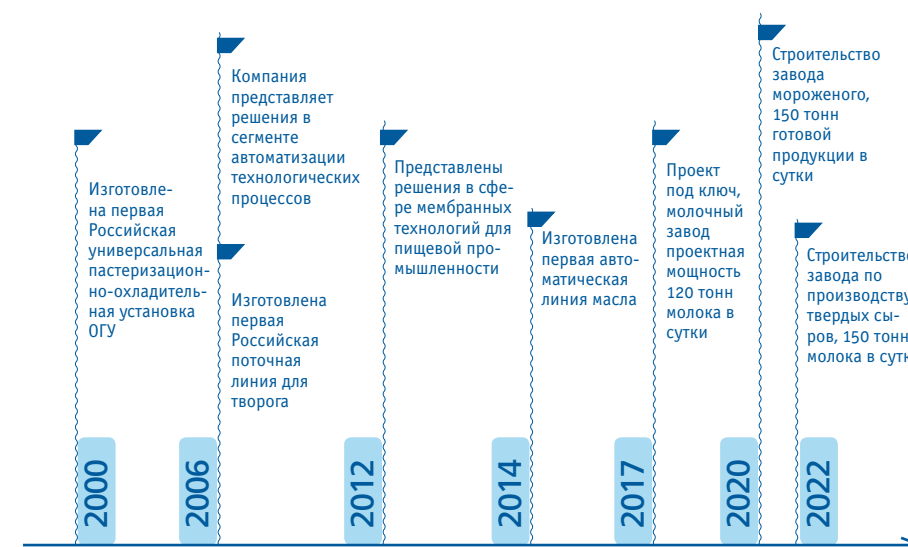 Изготовле-
на первая
Российская
универсальная
пастеризацион-
но-охладитель-
ная установка
ОГУ
2000
Компания
представляет
решения в
сегменте
автоматизации
технологических
процессов
Изготовлена
первая
Российская
поточная
линия для
творога
2006
Представлены
решения в сфе-
ре мембранных
технологий для
пищевой про-
мышленности
2012
Изготовлена
первая авто-
матическая
линия масла
2014
Проект
под ключ,
молочный
завод
проектная
мощность
120 тонн
молока в
сутки
2017
Строительство
завода
мороженого,
150 тонн
готовой
продукции в
сутки
2020
Строительство
завода по
производству
твердых сы-
ров, 150 тонн
молока в сутк
2022